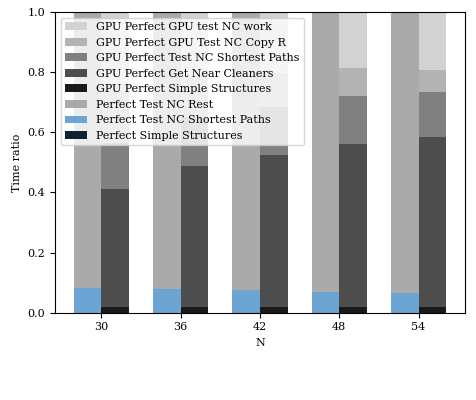 1.0
0.8
0.6
0.4
0.2
0.0
Time ratio
GPU Perfect GPU test NC work
GPU Perfect GPU Test NC Copy R
GPU Perfect Test NC Shortest Paths
GPU Perfect Get Near Cleaners
GPU Perfect Simple Structures
Perfect Test NC Rest
Perfect Test NC Shortest Paths
Perfect Simple Structures
30 36 42 48 54
N